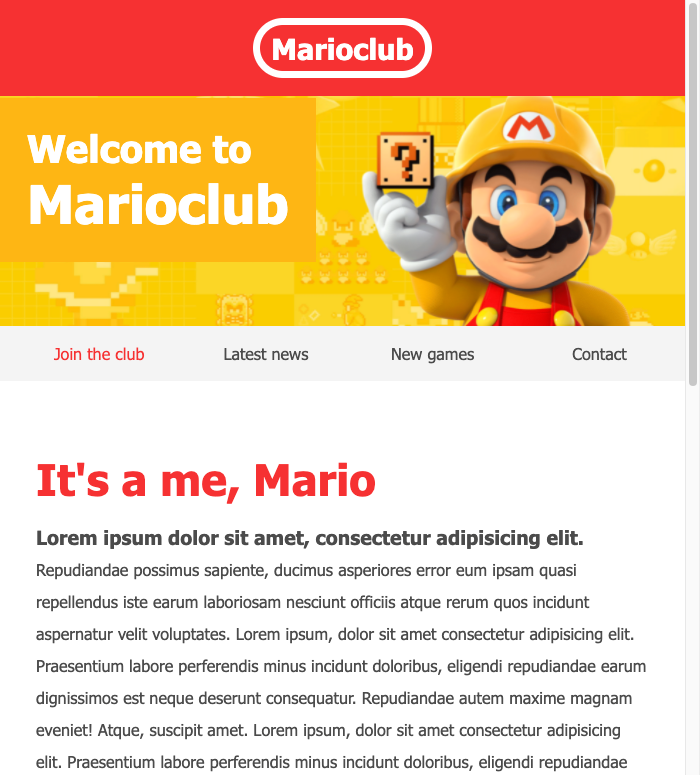 Marioclub
Welcome to
Marioclub
M
?
Join the club Latest news New games Contact
It's a me, Mario
Lorem ipsum dolor sit amet, consectetur adipisicing elit.
Repudiandae possimus sapiente, ducimus asperiores error eum ipsam quasi
repellendus iste earum laboriosam nesciunt officiis atque rerum quos incidunt
aspernatur velit voluptates. Lorem ipsum, dolor sit amet consectetur adipisicing elit.
Praesentium labore perferendis minus incidunt doloribus, eligendi repudiandae earum
dignissimos est neque deserunt consequatur. Repudiandae autem maxime magnam
eveniet! Atque, suscipit amet. Lorem ipsum, dolor sit amet consectetur adipisicing
elit. Praesentium labore perferendis minus incidunt doloribus, eligendi repudiandae